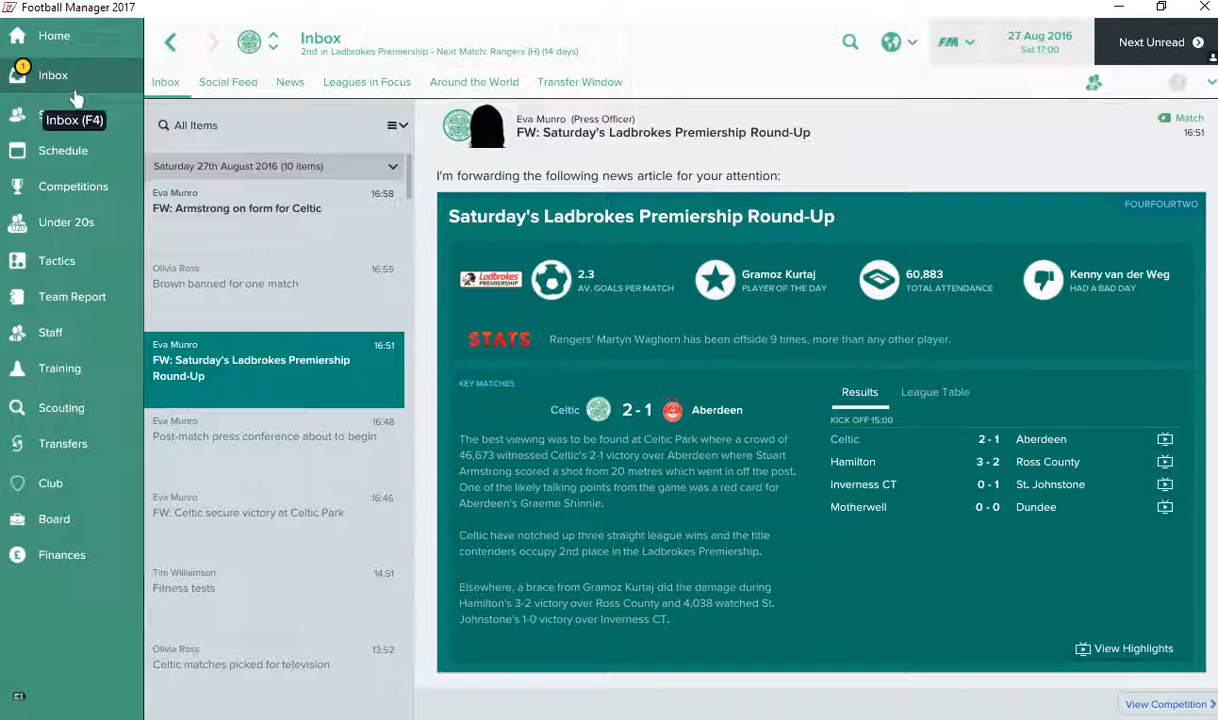 Football Manager 2017
Home
1
Inbox
S
Inbox (F4)
Schedule
Competitions
Under 20s
Tactics
Team Report
Staff
Training
Scouting
Transfers
Club
Board
Finances
Inbox
2nd in Ladbrokes Premiership - Next Match: Rangers (H) (14 days)
FM
27 Aug 2016
Sat 17:00
Next Unread
Inbox
Social Feed
News
Leagues in Focus
Around the World
Transfer Window
All Items
Saturday 27th August 2016 (10 items)
Eva Munro 16:58
FW: Armstrong on form for Celtic
Olivia Ross 16:55
Brown banned for one match
Eva Munro 16:51
FW: Saturday's Ladbrokes Premiership
Round-Up
Eva Munro 16:48
Post-match press conference about to begin
Eva Munro 16:46
FW: Celtic secure victory at Celtic Park
Tim Williamson 14:51
Fitness tests
Olivia Ross 13:52
Celtic matches picked for television
Eva Munro (Press Officer)
FW: Saturday's Ladbrokes Premiership Round-Up
Match
16:51
I'm forwarding the following news article for your attention:
Saturday's Ladbrokes Premiership Round-Up
FOURFOURTWO
Ladbrokes
PREMIERSHIP
2.3
AV. GOALS PER MATCH
Gramoz Kurtaj
PLAYER OF THE DAY
60,883
TOTAL ATTENDANCE
Kenny van der Weg
HAD A BAD DAY
STATS
Rangers' Martyn Waghorn has been offside 9 times, more than any other player.
KEY MATCHES
Celtic 2 - 1 Aberdeen
The best viewing was to be found at Celtic Park where a crowd of
46,673 witnessed Celtic's 2-1 victory over Aberdeen where Stuart
Armstrong scored a shot from 20 metres which went in off the post.
One of the likely talking points from the game was a red card for
Aberdeen's Graeme Shinnie.
Celtic have notched up three straight league wins and the title
contenders occupy 2nd place in the Ladbrokes Premiership.
Elsewhere, a brace from Gramoz Kurtaj did the damage during
Hamilton's 3-2 victory over Ross County and 4,038 watched St.
Johnstone's 1-0 victory over Inverness CT.
Results
League Table
KICK OFF 15:00
Celtic 2 - 1 Aberdeen
Hamilton 3 - 2 Ross County
Inverness CT 0 - 1 St. Johnstone
Motherwell 0 - 0 Dundee
View Highlights
View Competition